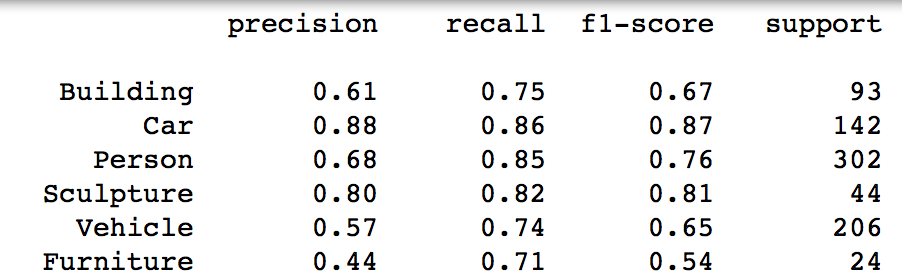 precision recall f1-score support
Building 0.61 0.75 0.67 93
Car 0.88 0.86 0.87 142
Person 0.68 0.85 0.76 302
Sculpture 0.80 0.82 0.81 44
Vehicle 0.57 0.74 0.65 206
Furniture 0.44 0.71 0.54 24